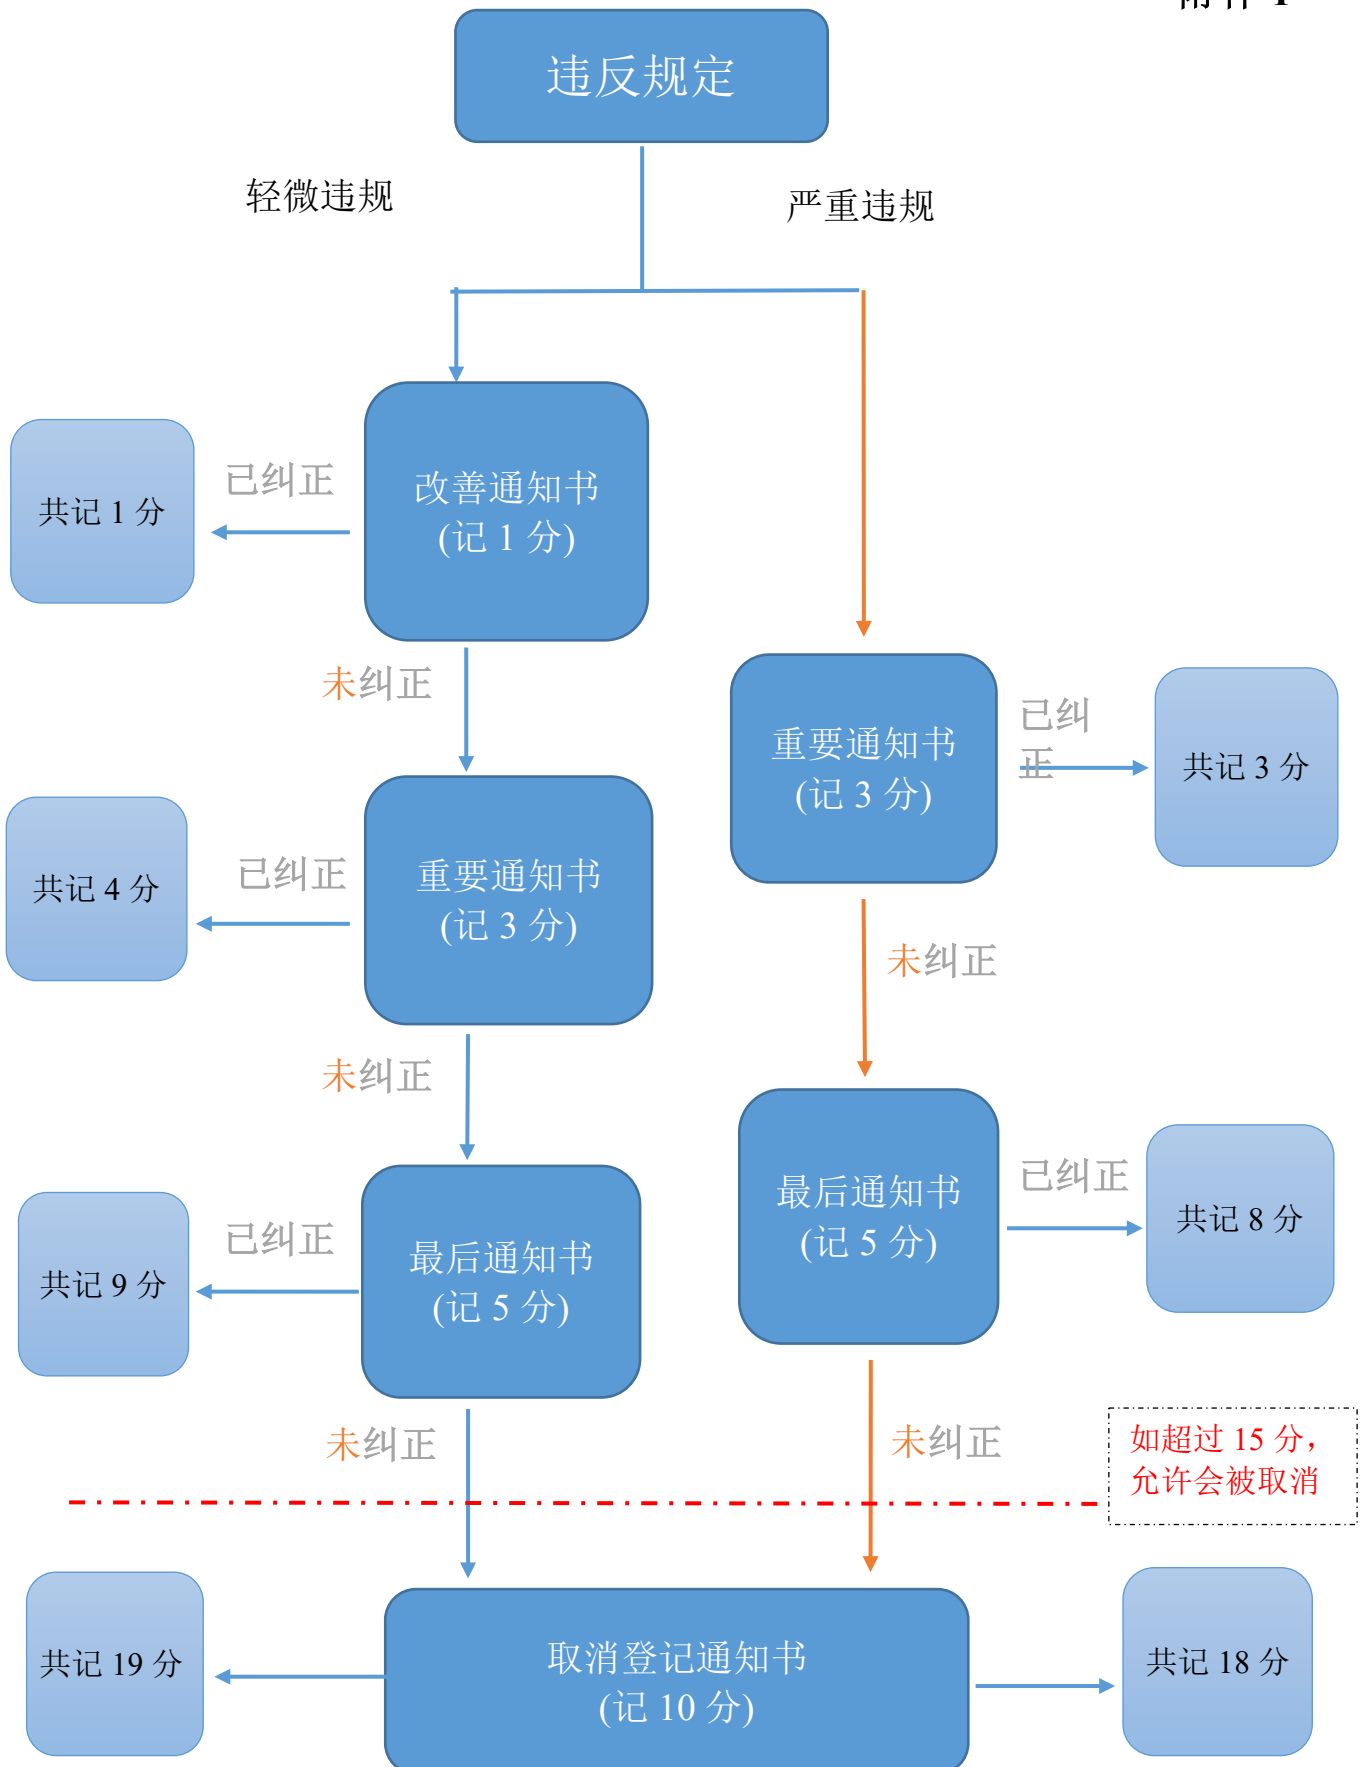 附件 1
违反规定
轻微违规
严重违规
改善通知书
(记 1 分)
已纠正
共记 1 分
未纠正
重要通知书
(记 3 分)
已纠
正
共记 3 分
重要通知书
(记 3 分)
已纠正
共记 4 分
未纠正
未纠正
最后通知书
(记 5 分)
已纠正
共记 8 分
最后通知书
(记 5 分)
已纠正
共记 9 分
未纠正
未纠正
如超过 15 分，
允许会被取消
取消登记通知书
(记 10 分)
共记 19 分
共记 18 分